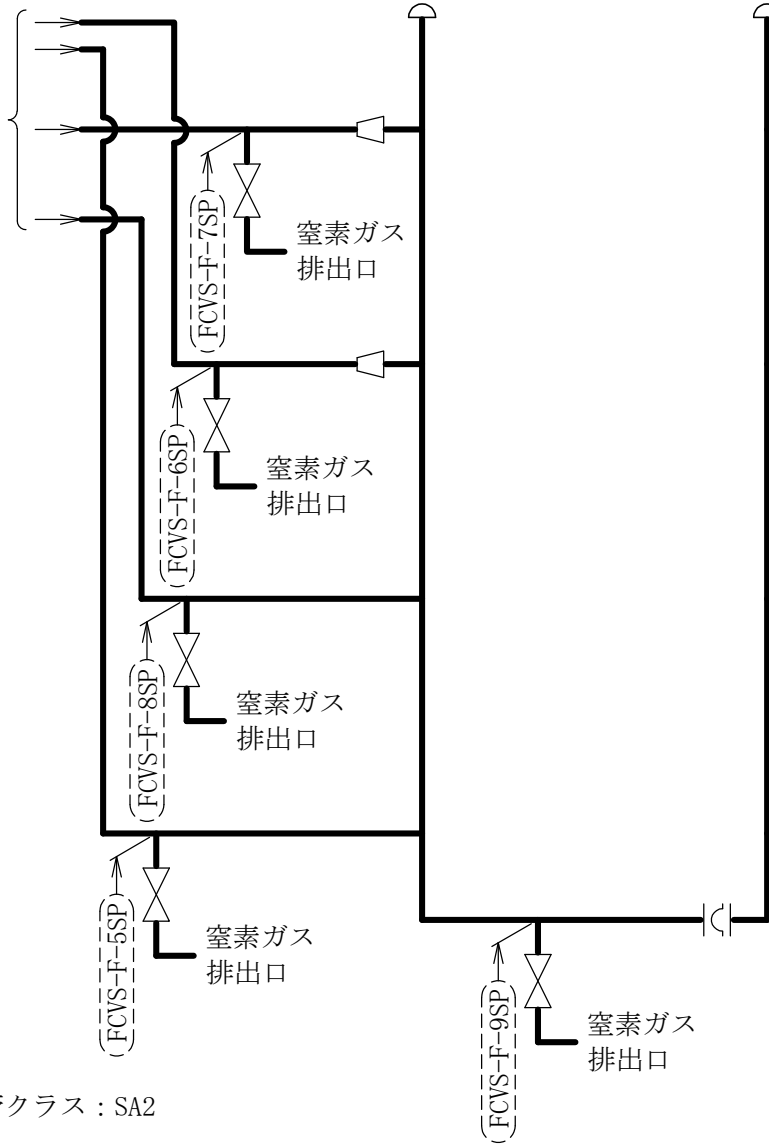 FCVS-F-7SP
窒素ガス
排出口
FCVS-F-6SP
窒素ガス
排出口
FCVS-F-8SP
窒素ガス
排出口
FCVS-F-5SP
窒素ガス
排出口
FCVS-F-9SP
窒素ガス
排出口
クラス：SA2